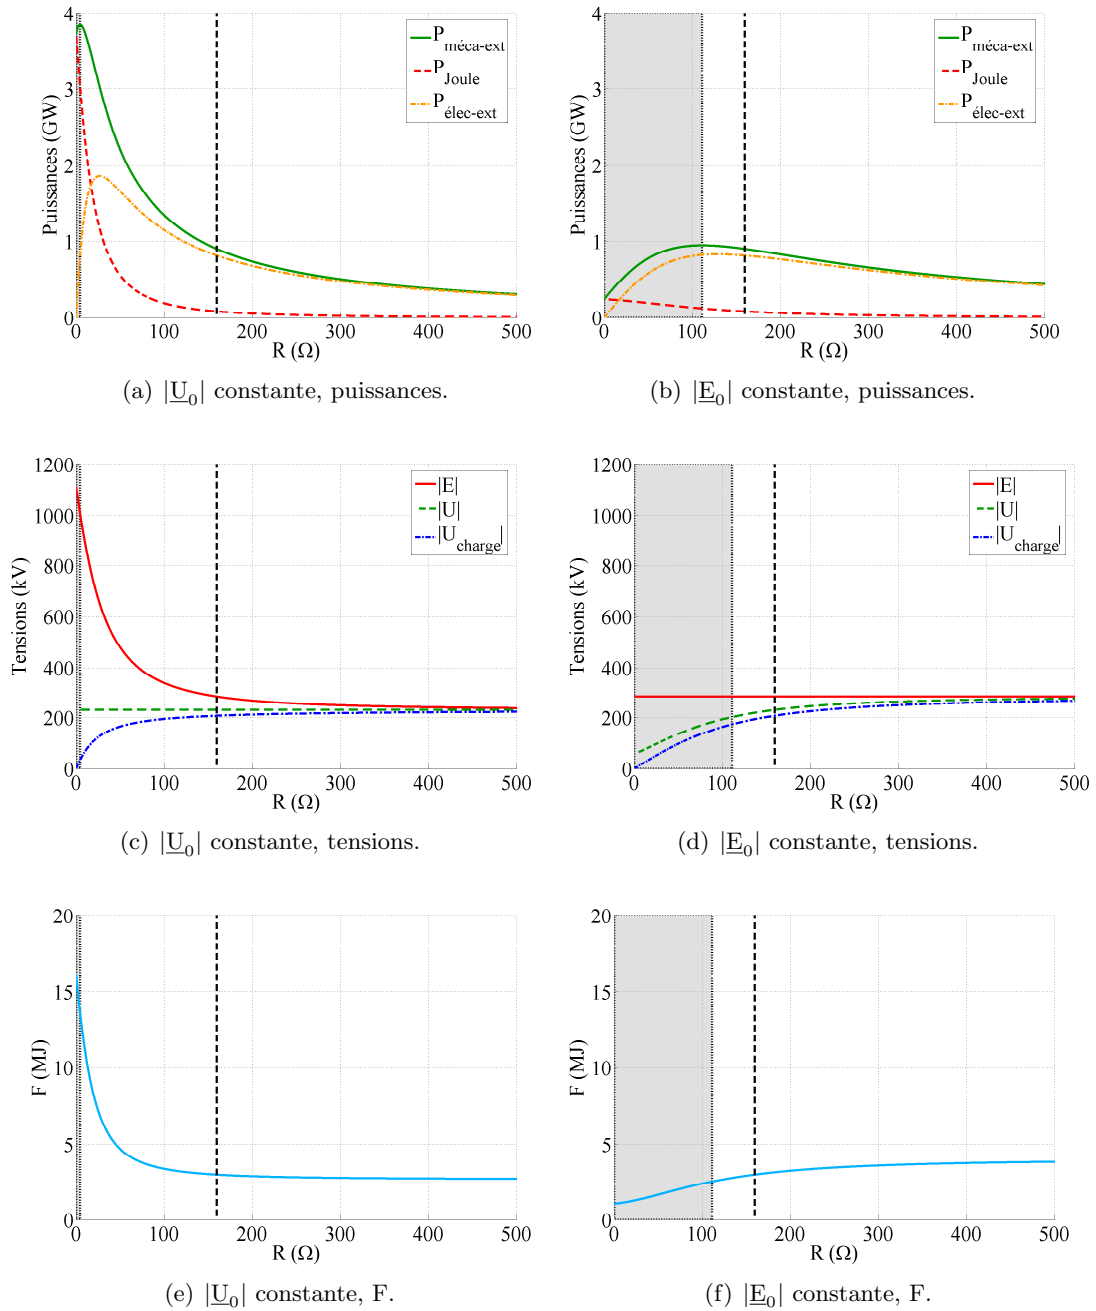 4
3
2
1
0
Puissances (GW)
P méca-ext
P Joule
P élec-ext
0 100 200 300 400 500
R (Ω)
(a) |U₀| constante, puissances.
4
3
2
1
0
Puissances (GW)
P méca-ext
P Joule
P élec-ext
0 100 200 300 400 500
R (Ω)
(b) |E₀| constante, puissances.
1200
1000
800
600
400
200
0
Tensions (kV)
|E|
|U|
|U charge|
0 100 200 300 400 500
R (Ω)
(c) |U₀| constante, tensions.
1200
1000
800
600
400
200
0
Tensions (kV)
|E|
|U|
|U charge|
0 100 200 300 400 500
R (Ω)
(d) |E₀| constante, tensions.
20
15
10
5
0
F (MJ)
0 100 200 300 400 500
R (Ω)
(e) |U₀| constante, F.
20
15
10
5
0
F (MJ)
0 100 200 300 400 500
R (Ω)
(f) |E₀| constante, F.